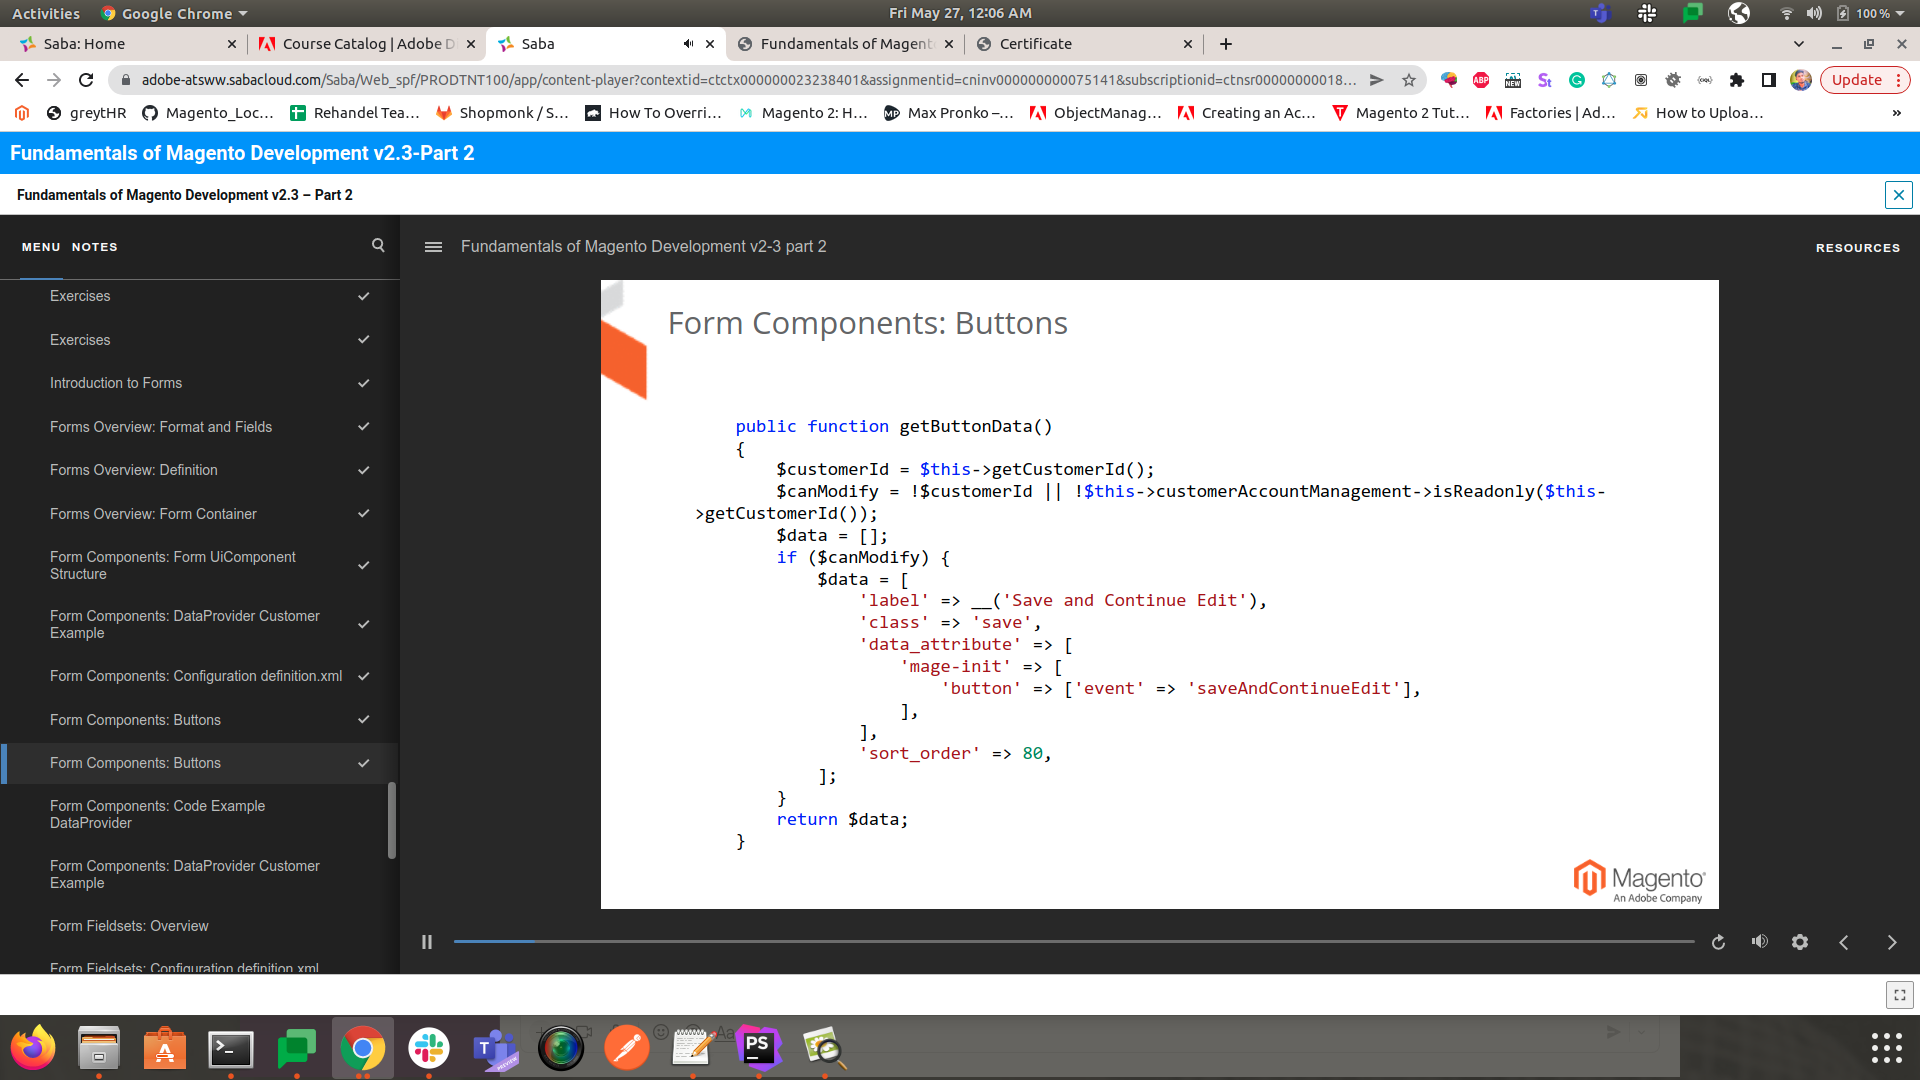 Activities
Google Chrome
Fri May 27, 12:06 AM
100 %
Saba: Home
Course Catalog | Adobe D
Saba
Fundamentals of Magent
Certificate
adobe-atsww.sabacloud.com/Saba/Web_spf/PRODTNT100/app/content-player?contextid=ctctx000000023238401&assignmentid=cninv000000000075141&subscriptionid=ctnsr00000000018...
ABP
NEW
Update
greytHR
Magento_Loc...
Rehandel Tea...
Shopmonk / S...
How To Overri...
Magento 2: H...
Max Pronko –...
ObjectManag...
Creating an Ac...
Magento 2 Tut...
Factories | Ad...
How to Uploa...
Fundamentals of Magento Development v2.3-Part 2
Fundamentals of Magento Development v2.3 – Part 2
MENU
NOTES
Fundamentals of Magento Development v2-3 part 2
RESOURCES
Exercises
Exercises
Introduction to Forms
Forms Overview: Format and Fields
Forms Overview: Definition
Forms Overview: Form Container
Form Components: Form UiComponent
Structure
Form Components: DataProvider Customer
Example
Form Components: Configuration definition.xml
Form Components: Buttons
Form Components: Buttons
Form Components: Code Example
DataProvider
Form Components: DataProvider Customer
Example
Form Fieldsets: Overview
Form Fieldsets: Configuration definition.xml
Form Components: Buttons
public function getButtonData()
{
$customerId = $this->getCustomerId();
$canModify = !$customerId || !$this->customerAccountManagement->isReadonly($this-
>getCustomerId());
$data = [];
if ($canModify) {
$data = [
'label' => __('Save and Continue Edit'),
'class' => 'save',
'data_attribute' => [
'mage-init' => [
'button' => ['event' => 'saveAndContinueEdit'],
],
],
'sort_order' => 80,
];
}
return $data;
}
Magento
An Adobe Company
PS